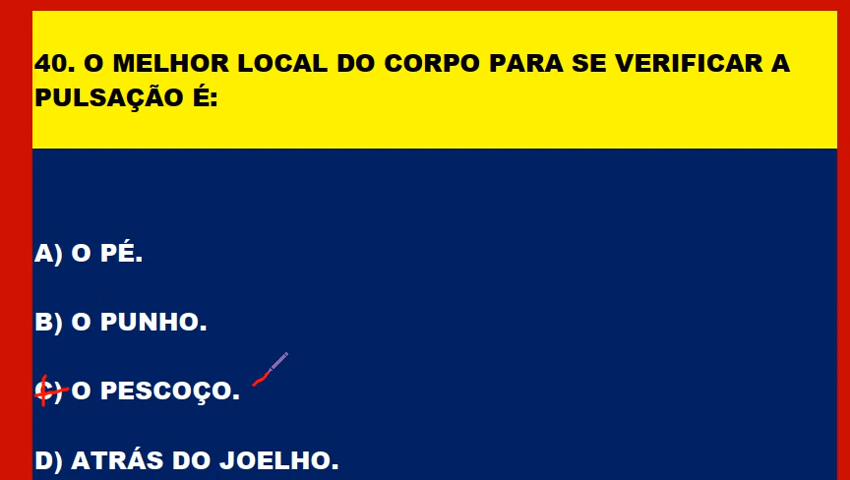 40. O MELHOR LOCAL DO CORPO PARA SE VERIFICAR A
PULSAÇÃO É:
A) O PÉ.
B) O PUNHO.
C) O PESCOÇO.
D) ATRÁS DO JOELHO.